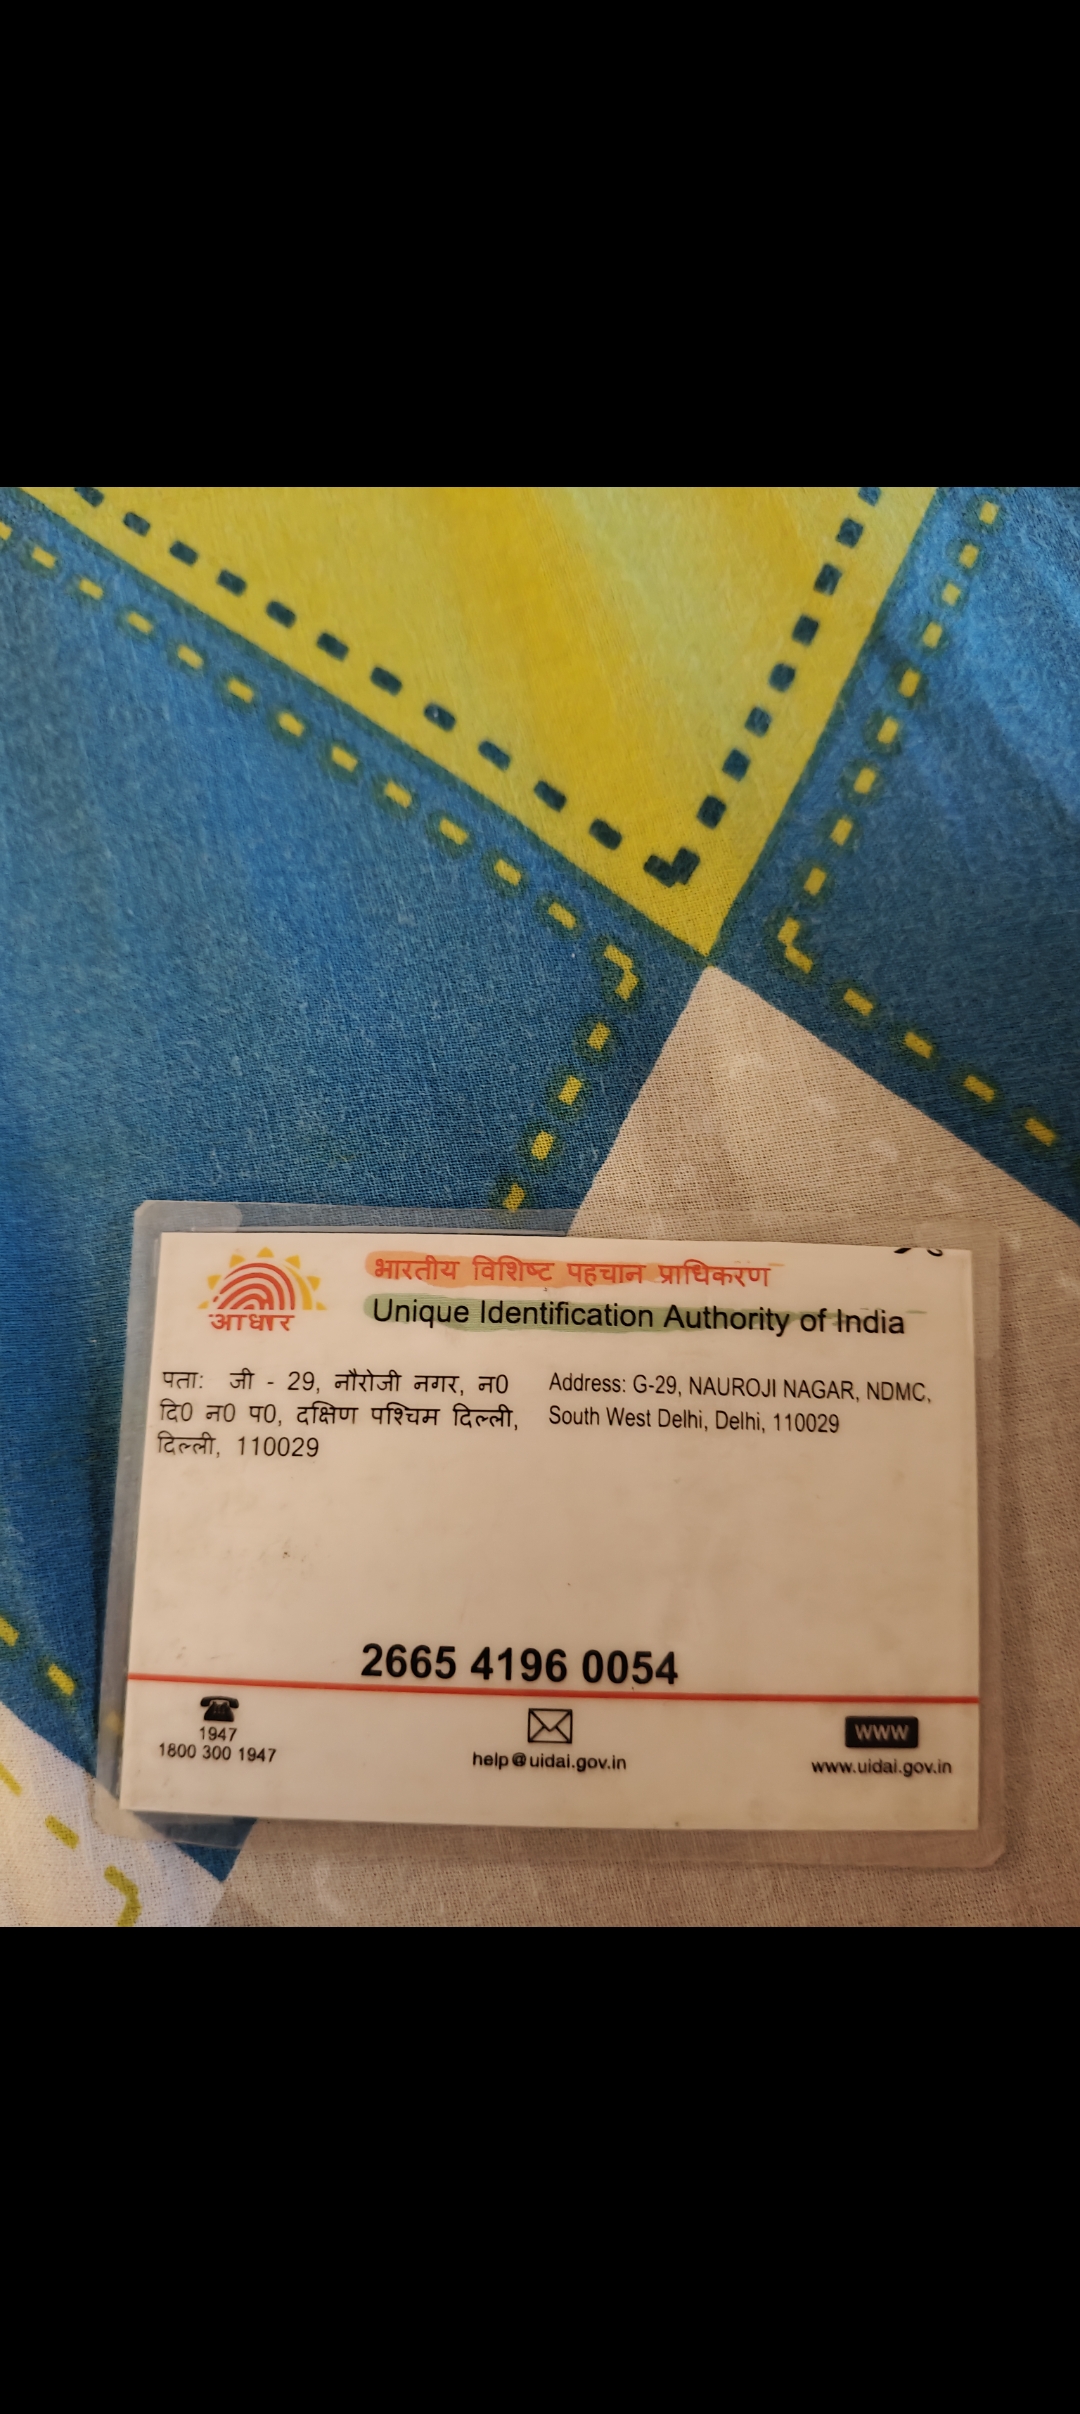 आधार
भारतीय विशिष्ट पहचान प्राधिकरण
Unique Identification Authority of India
पता: जी - 29, नौरोजी नगर, न0
दि0 न0 प0, दक्षिण पश्चिम दिल्ली,
दिल्ली, 110029
Address: G-29, NAUROJI NAGAR, NDMC,
South West Delhi, Delhi, 110029
2665 4196 0054
1947
1800 300 1947
help@uidai.gov.in
www
www.uidai.gov.in